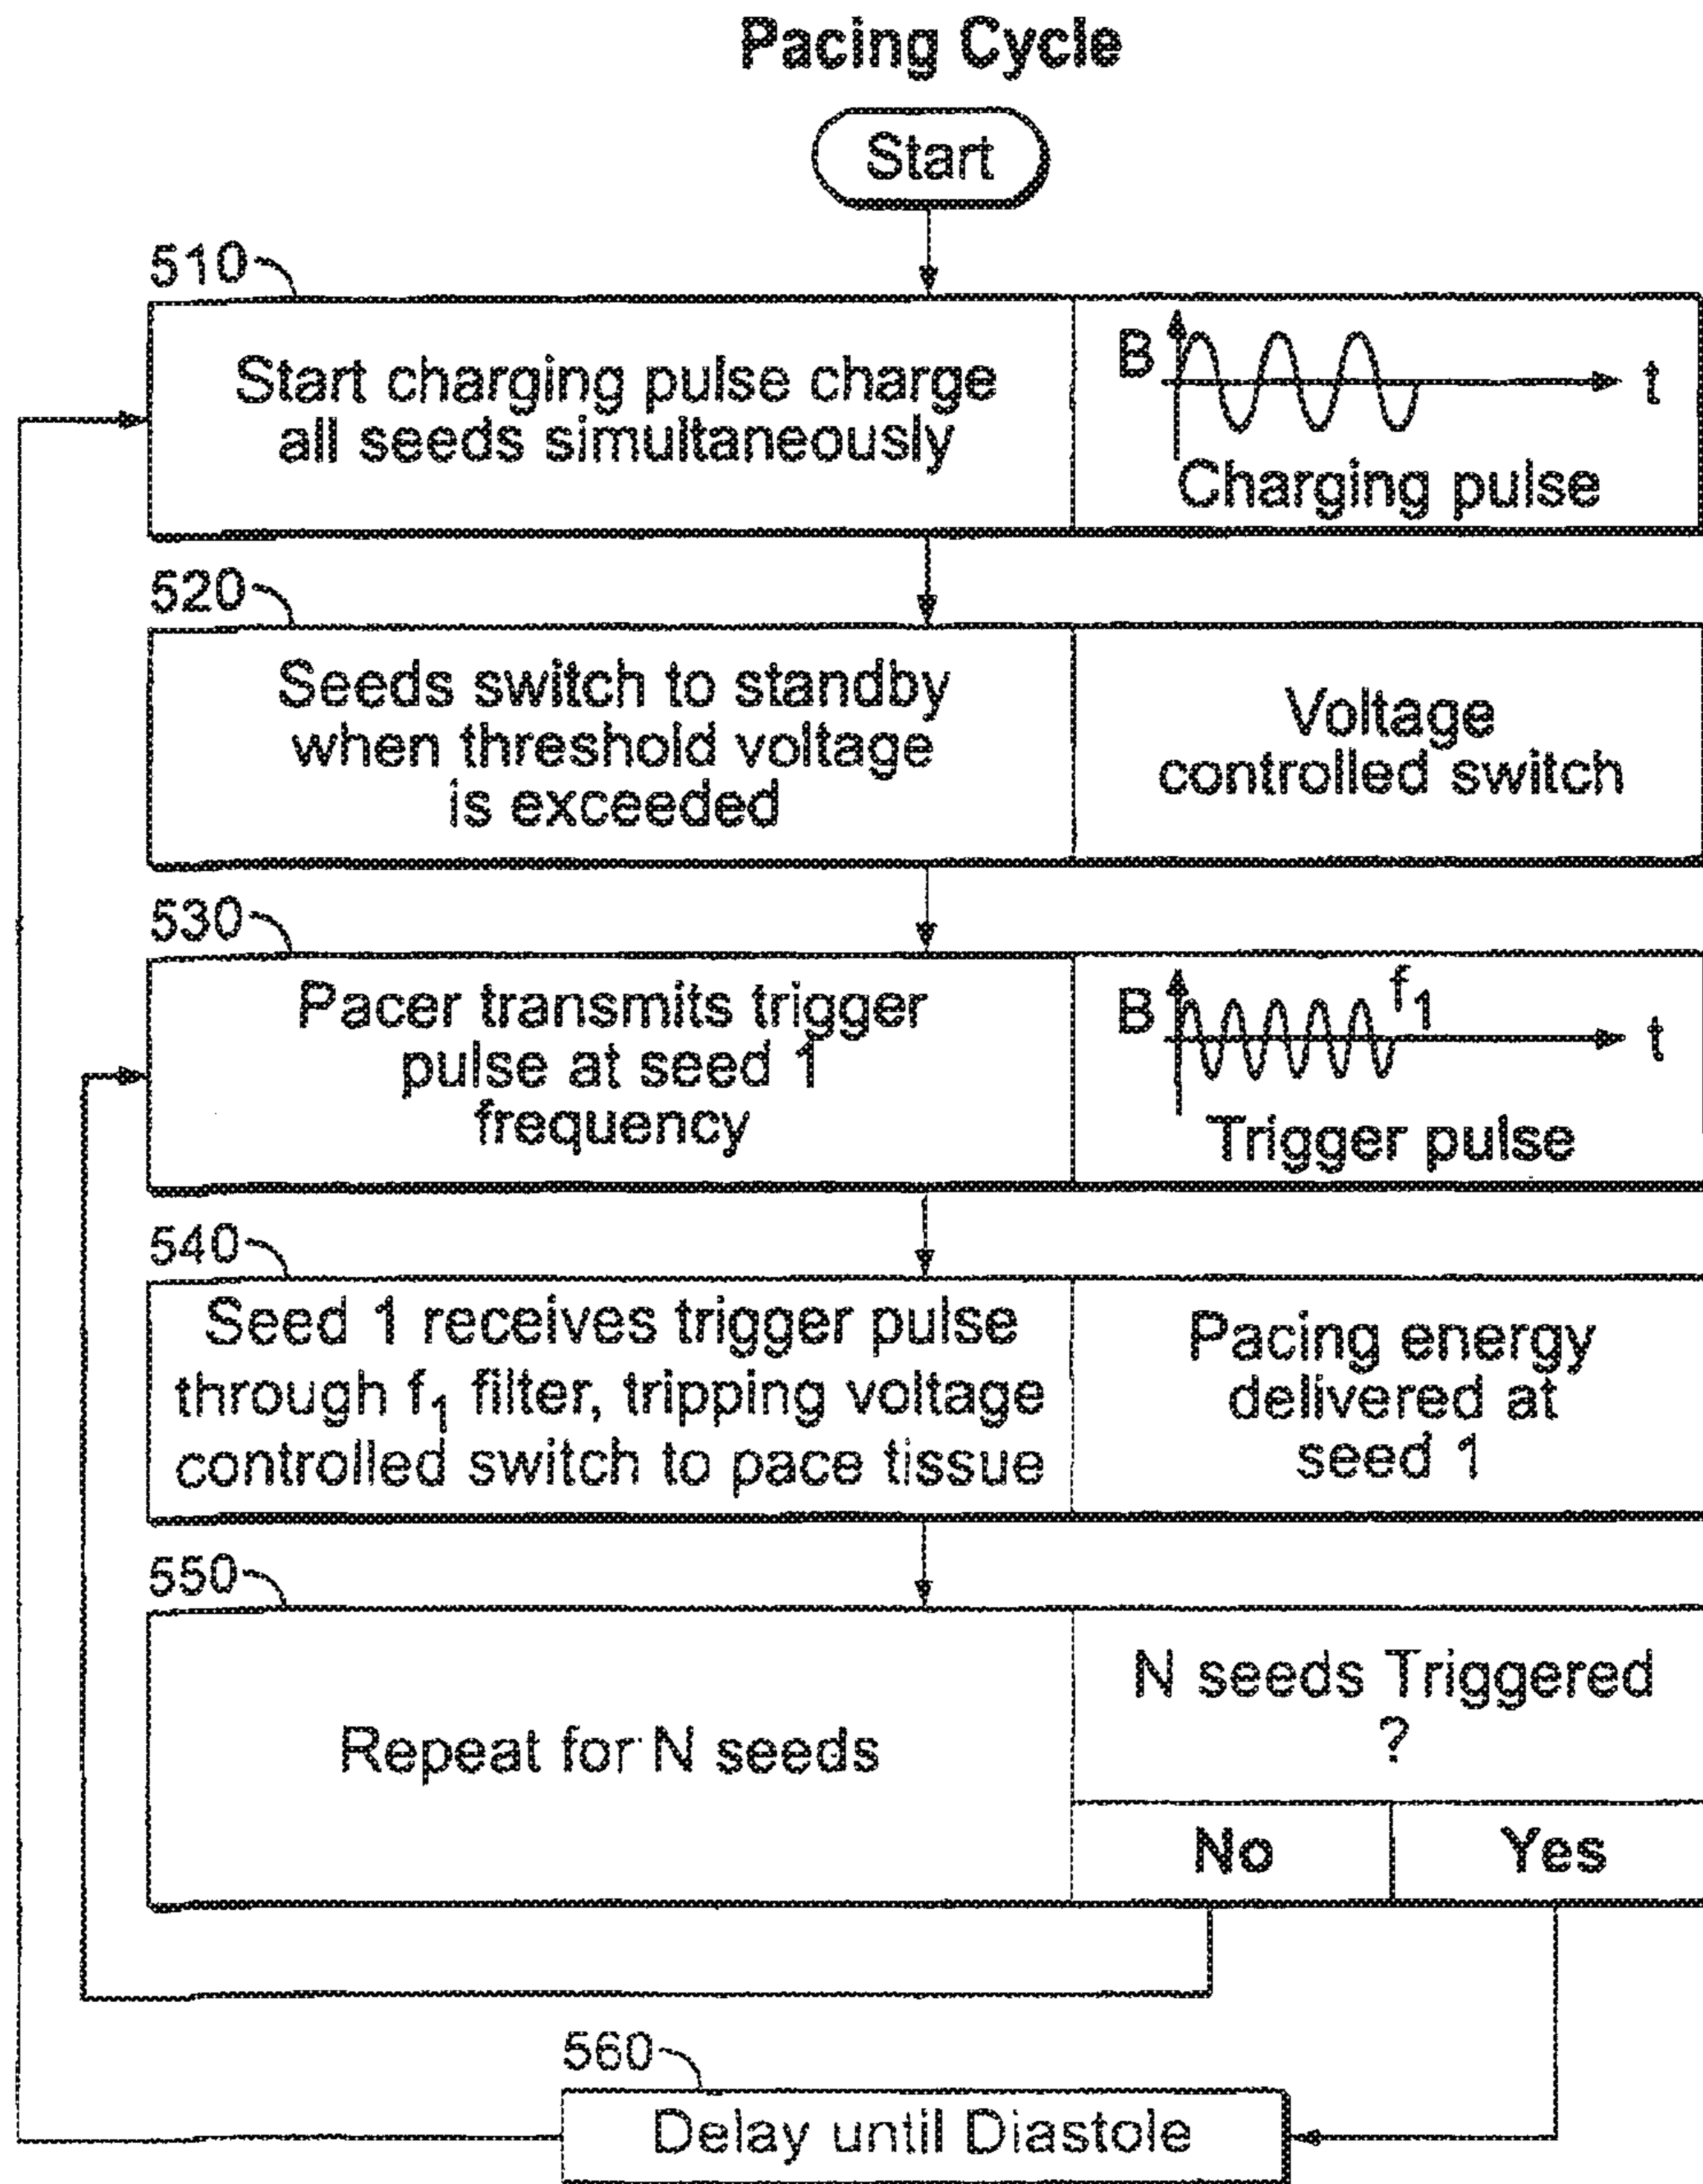 Pacing Cycle
Start
510
Start charging pulse charge
all seeds simultaneously
B
t
Charging pulse
520
Seeds switch to standby
when threshold voltage
is exceeded
Voltage
controlled switch
530
Pacer transmits trigger
pulse at seed 1
frequency
B
f1
t
Trigger pulse
540
Seed 1 receives trigger pulse
through f1 filter, tripping voltage
controlled switch to pace tissue
Pacing energy
delivered at
seed 1
550
Repeat for N seeds
N seeds Triggered
?
No
Yes
560
Delay until Diastole